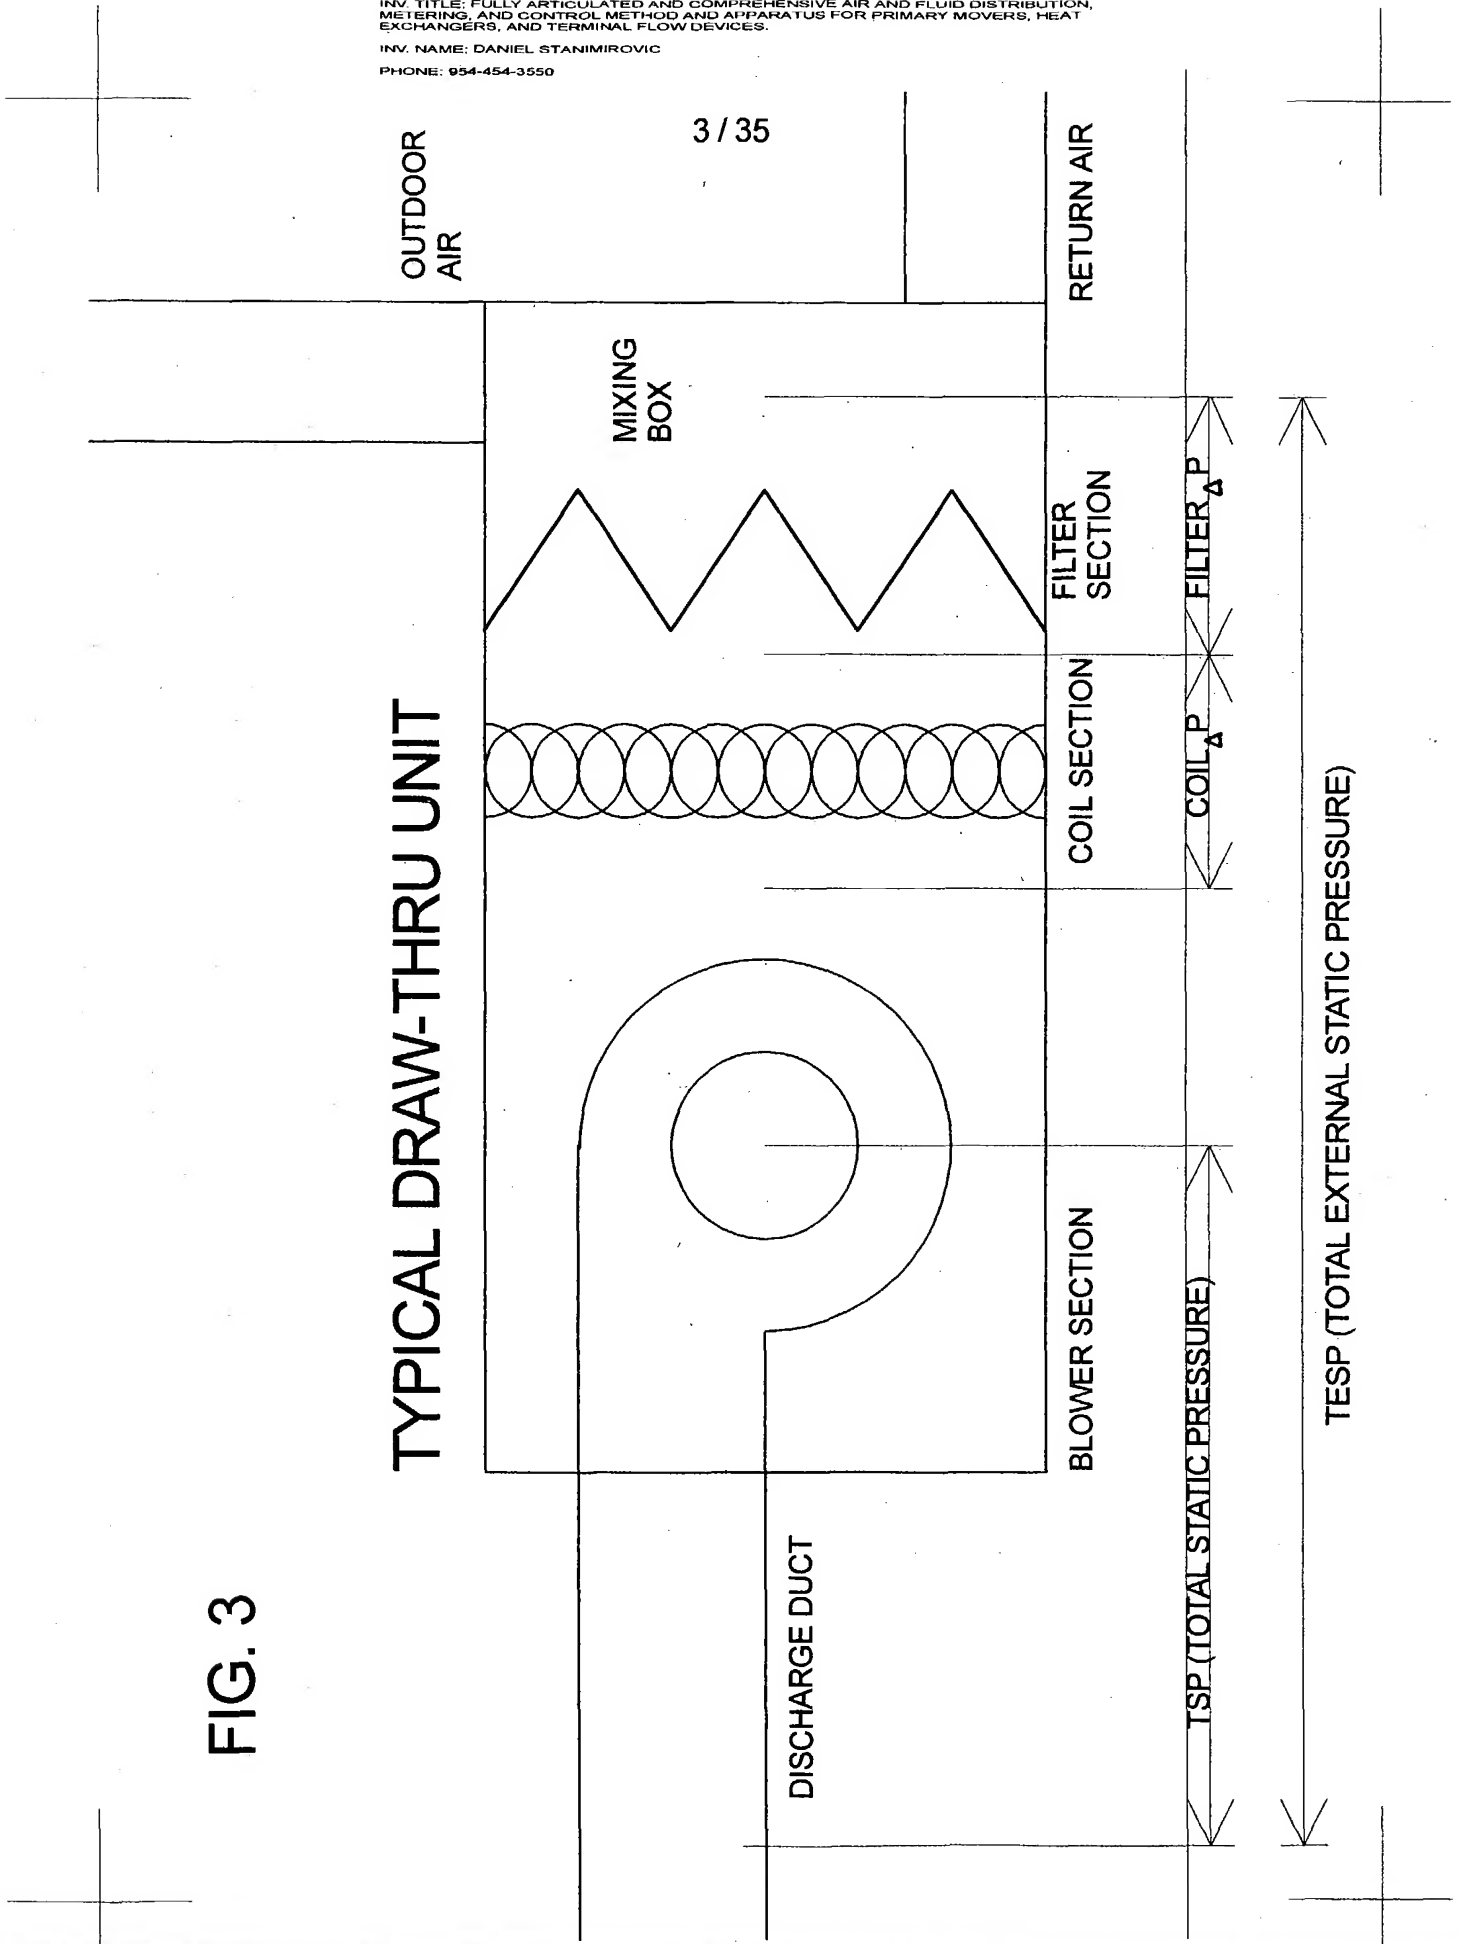 INV. TITLE: FULLY ARTICULATED AND COMPREHENSIVE AIR AND FLUID DISTRIBUTION,
METERING, AND CONTROL METHOD AND APPARATUS FOR PRIMARY MOVERS, HEAT
EXCHANGERS, AND TERMINAL FLOW DEVICES.
INV. NAME: DANIEL STANIMIROVIC
PHONE: 954-454-3550
3 / 35
FIG. 3
TYPICAL DRAW-THRU UNIT
OUTDOOR
AIR
MIXING
BOX
RETURN AIR
FILTER
SECTION
COIL SECTION
BLOWER SECTION
DISCHARGE DUCT
FILTER Δ P
COIL Δ P
TSP (TOTAL STATIC PRESSURE)
TESP (TOTAL EXTERNAL STATIC PRESSURE)